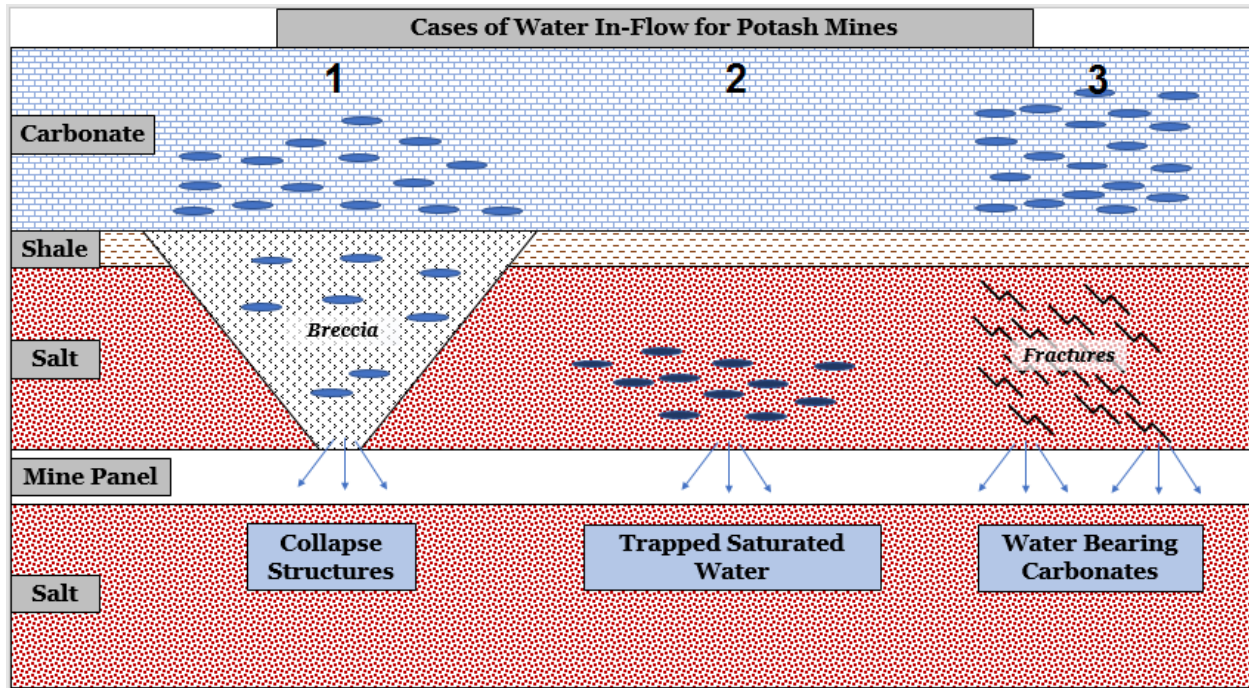 Cases of Water In-Flow for Potash Mines
1
2
3
Carbonate
Shale
Breccia
Salt
Fractures
Mine Panel
Collapse
Structures
Trapped Saturated
Water
Water Bearing
Carbonates
Salt